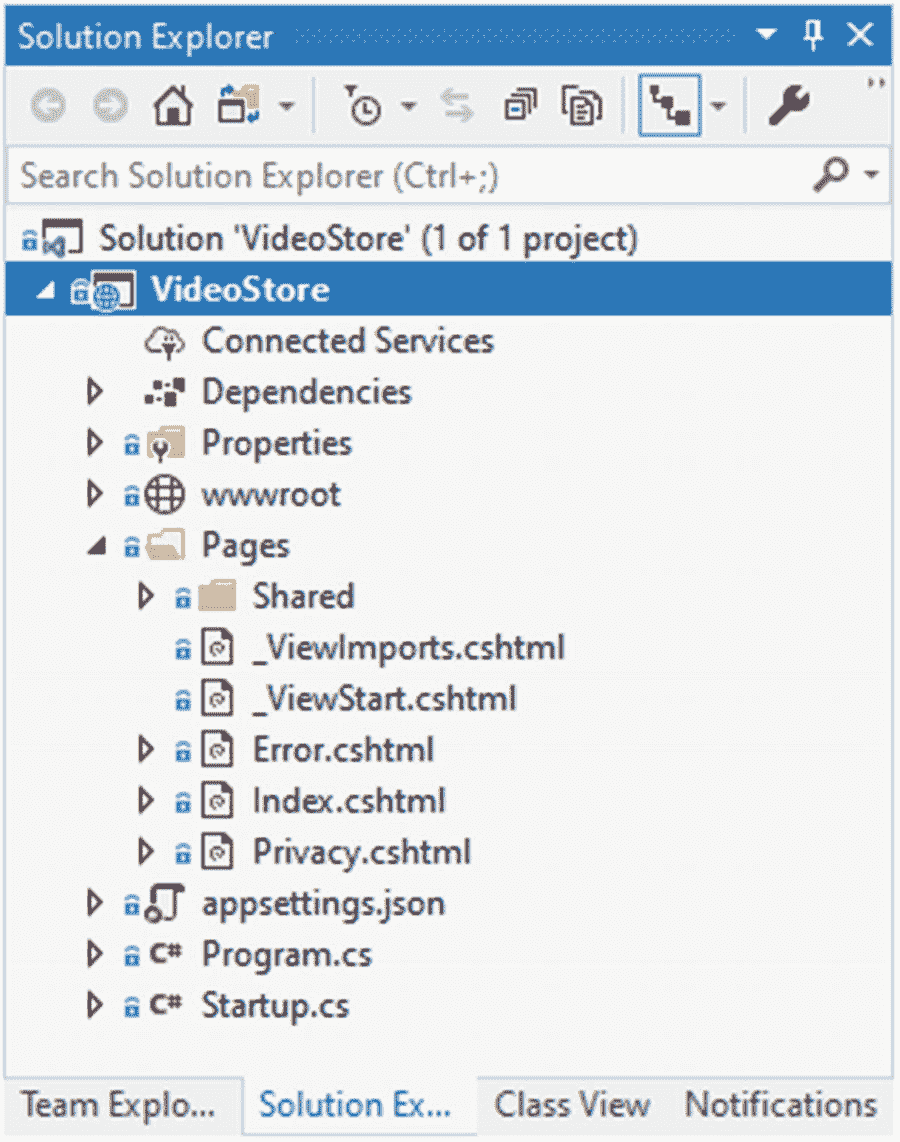 Solution Explorer
Search Solution Explorer (Ctrl+;)
Solution 'VideoStore' (1 of 1 project)
VideoStore
Connected Services
Dependencies
Properties
wwwroot
Pages
Shared
_ViewImports.cshtml
_ViewStart.cshtml
Error.cshtml
Index.cshtml
Privacy.cshtml
appsettings.json
C# Program.cs
C# Startup.cs
Team Explo... Solution Ex... Class View Notifications